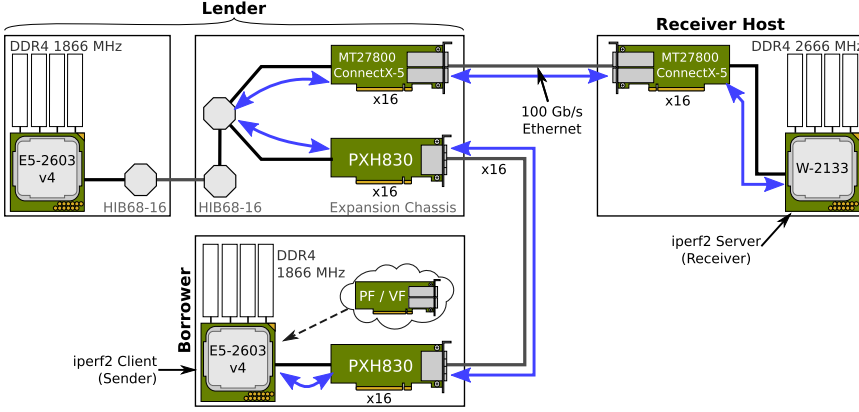 Lender
Receiver Host
DDR4 1866 MHz
MT27800
ConnectX-5
x16
100 Gb/s
Ethernet
MT27800
ConnectX-5
x16
DDR4 2666 MHz
E5-2603
v4
HIB68-16
HIB68-16
PXH830
x16
Expansion Chassis
x16
W-2133
iperf2 Server
(Receiver)
Borrower
DDR4
1866 MHz
PF / VF
E5-2603
v4
PXH830
x16
iperf2 Client
(Sender)